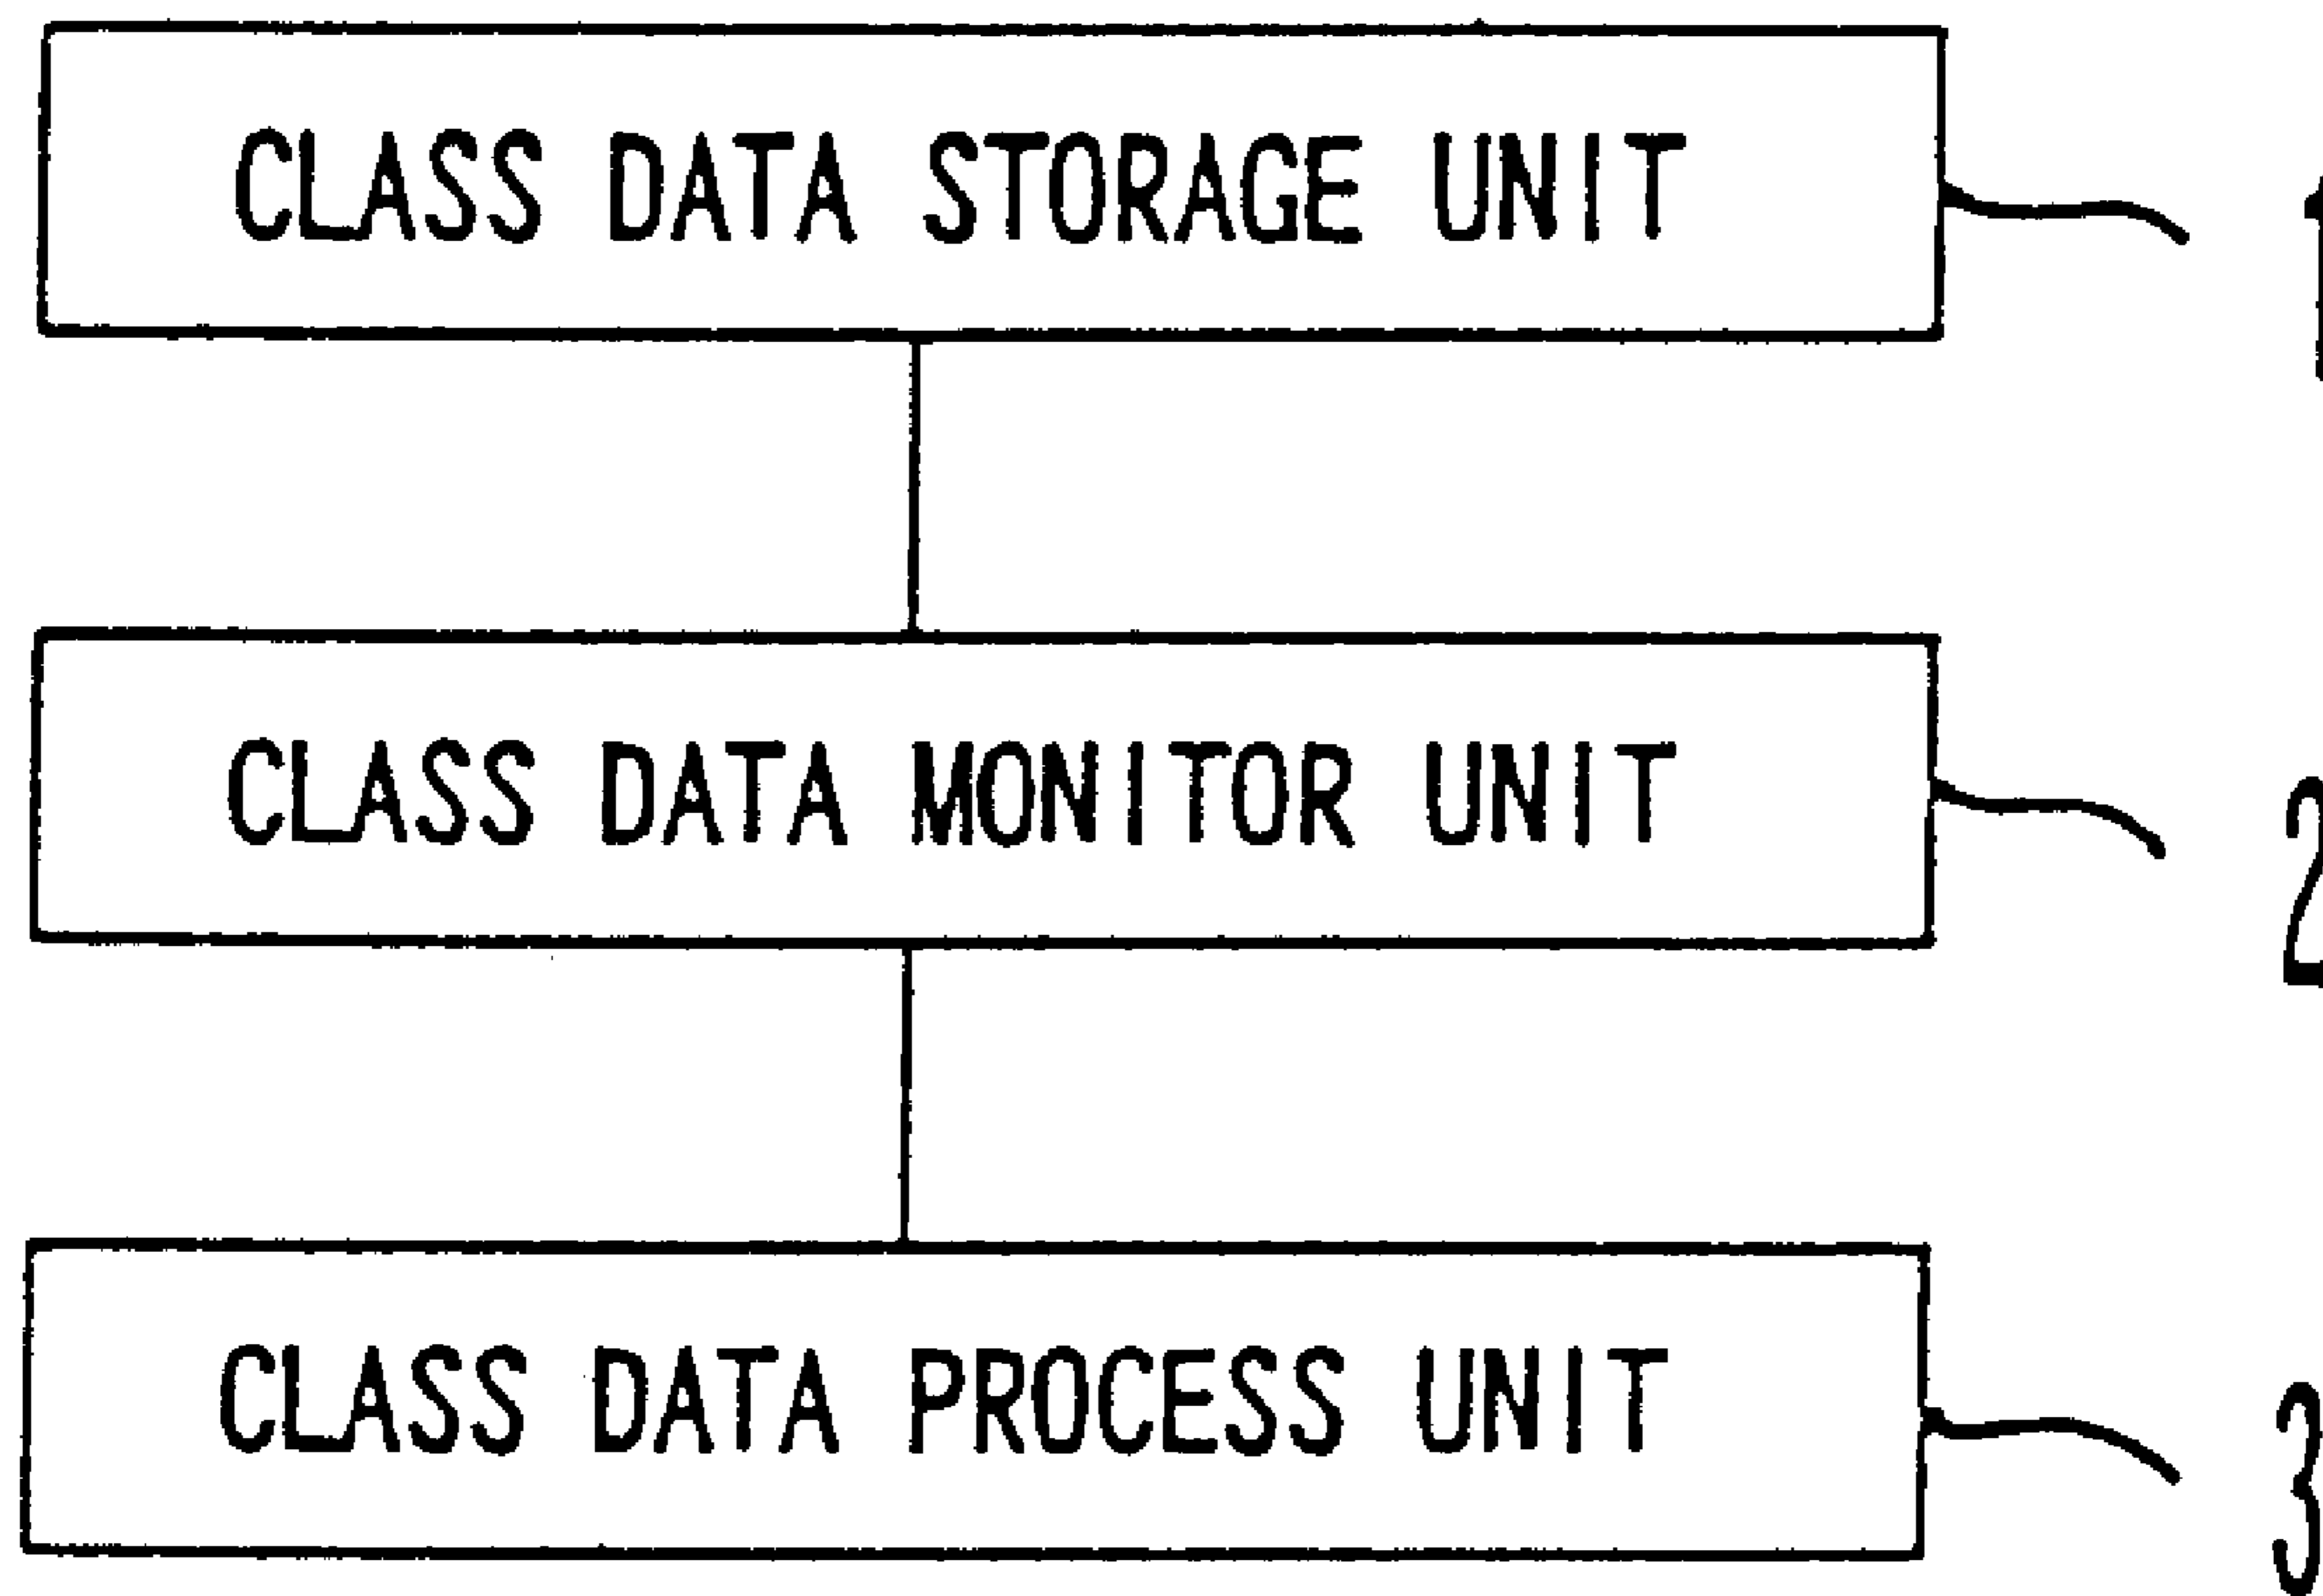 CLASS DATA STORAGE UNIT
1
CLASS DATA MONITOR UNIT
2
CLASS DATA PROCESS UNIT
3